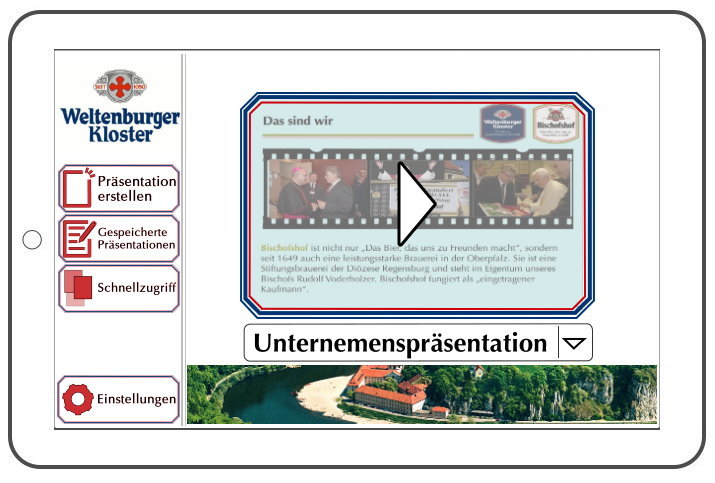 SEIT 1050
Weltenburger
Kloster
Präsentation
erstellen
Gespeicherte
Präsentationen
Schnellzugriff
Einstellungen
Das sind wir
Weltenburger
Kloster
Bischofshof
Bischofshof ist nicht nur „Das Bier, das uns zu Freunden macht“, sondern
seit 1649 auch eine leistungsstarke Brauerei in der Oberpfalz. Sie ist eine
Stiftungsbrauerei der Diözese Regensburg und steht im Eigentum unseres
Bischofs Rudolf Voderholzer. Bischofshof fungiert als „eingetragener
Kaufmann“.
Unternemenspräsentation